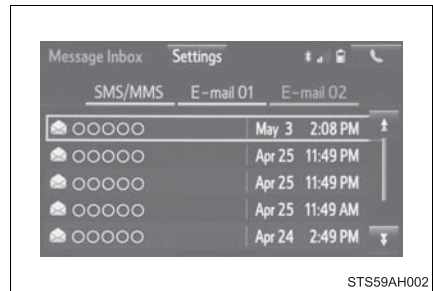 Message Inbox Settings
SMS/MMS E-mail 01 E-mail 02
○○○○○ May 3 2:08 PM
○○○○○ Apr 25 11:49 PM
○○○○○ Apr 25 11:49 PM
○○○○○ Apr 25 11:49 AM
○○○○○ Apr 24 2:49 PM
STS59AH002